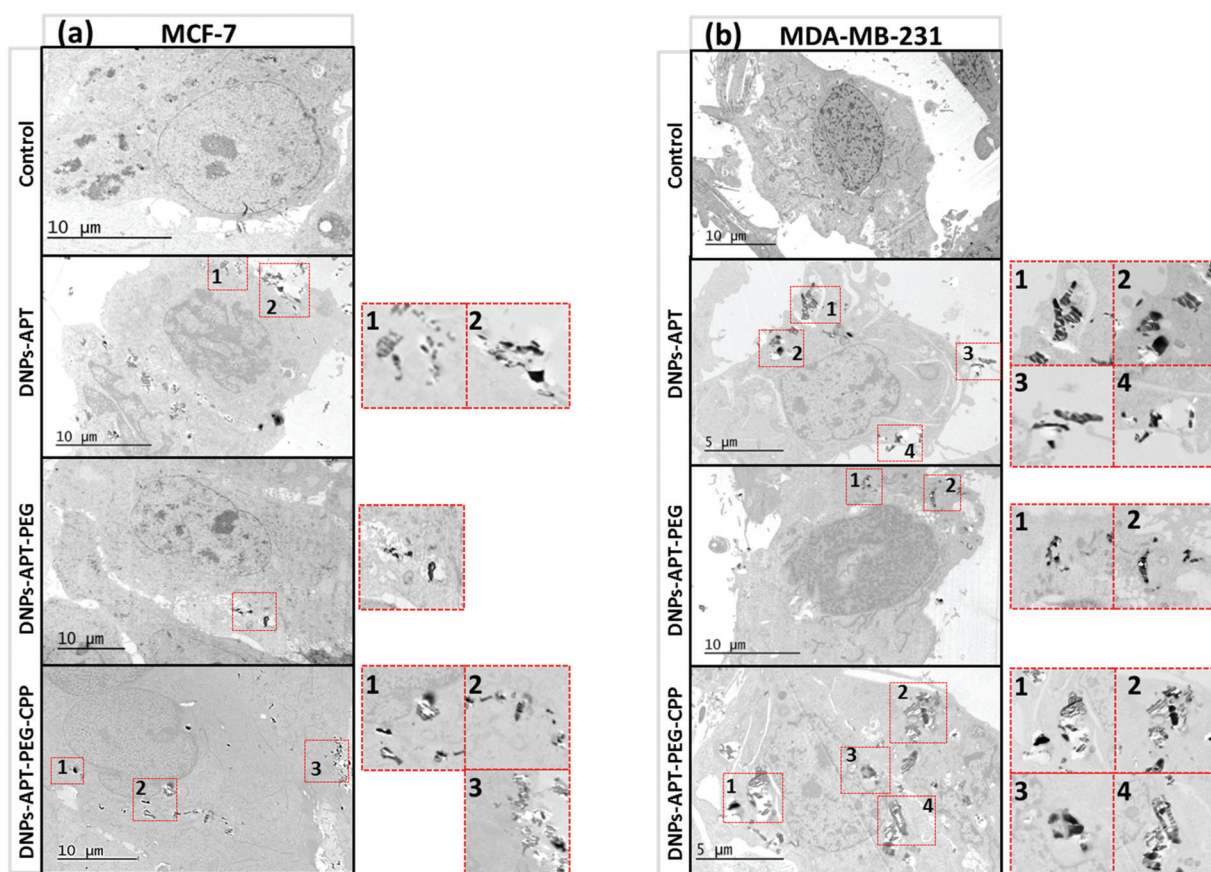 (a) MCF-7
Control
10 µm
DNPs-APT
1
2
10 µm
1
2
DNPs-APT-PEG
10 µm
DNPs-APT-PEG-CPP
1
2
3
10 µm
1
2
3
(b) MDA-MB-231
Control
10 µm
DNPs-APT
1
2
3
4
5 µm
1
2
3
4
DNPs-APT-PEG
1
2
10 µm
1
2
DNPs-APT-PEG-CPP
1
2
3
4
5 µm
1
2
3
4